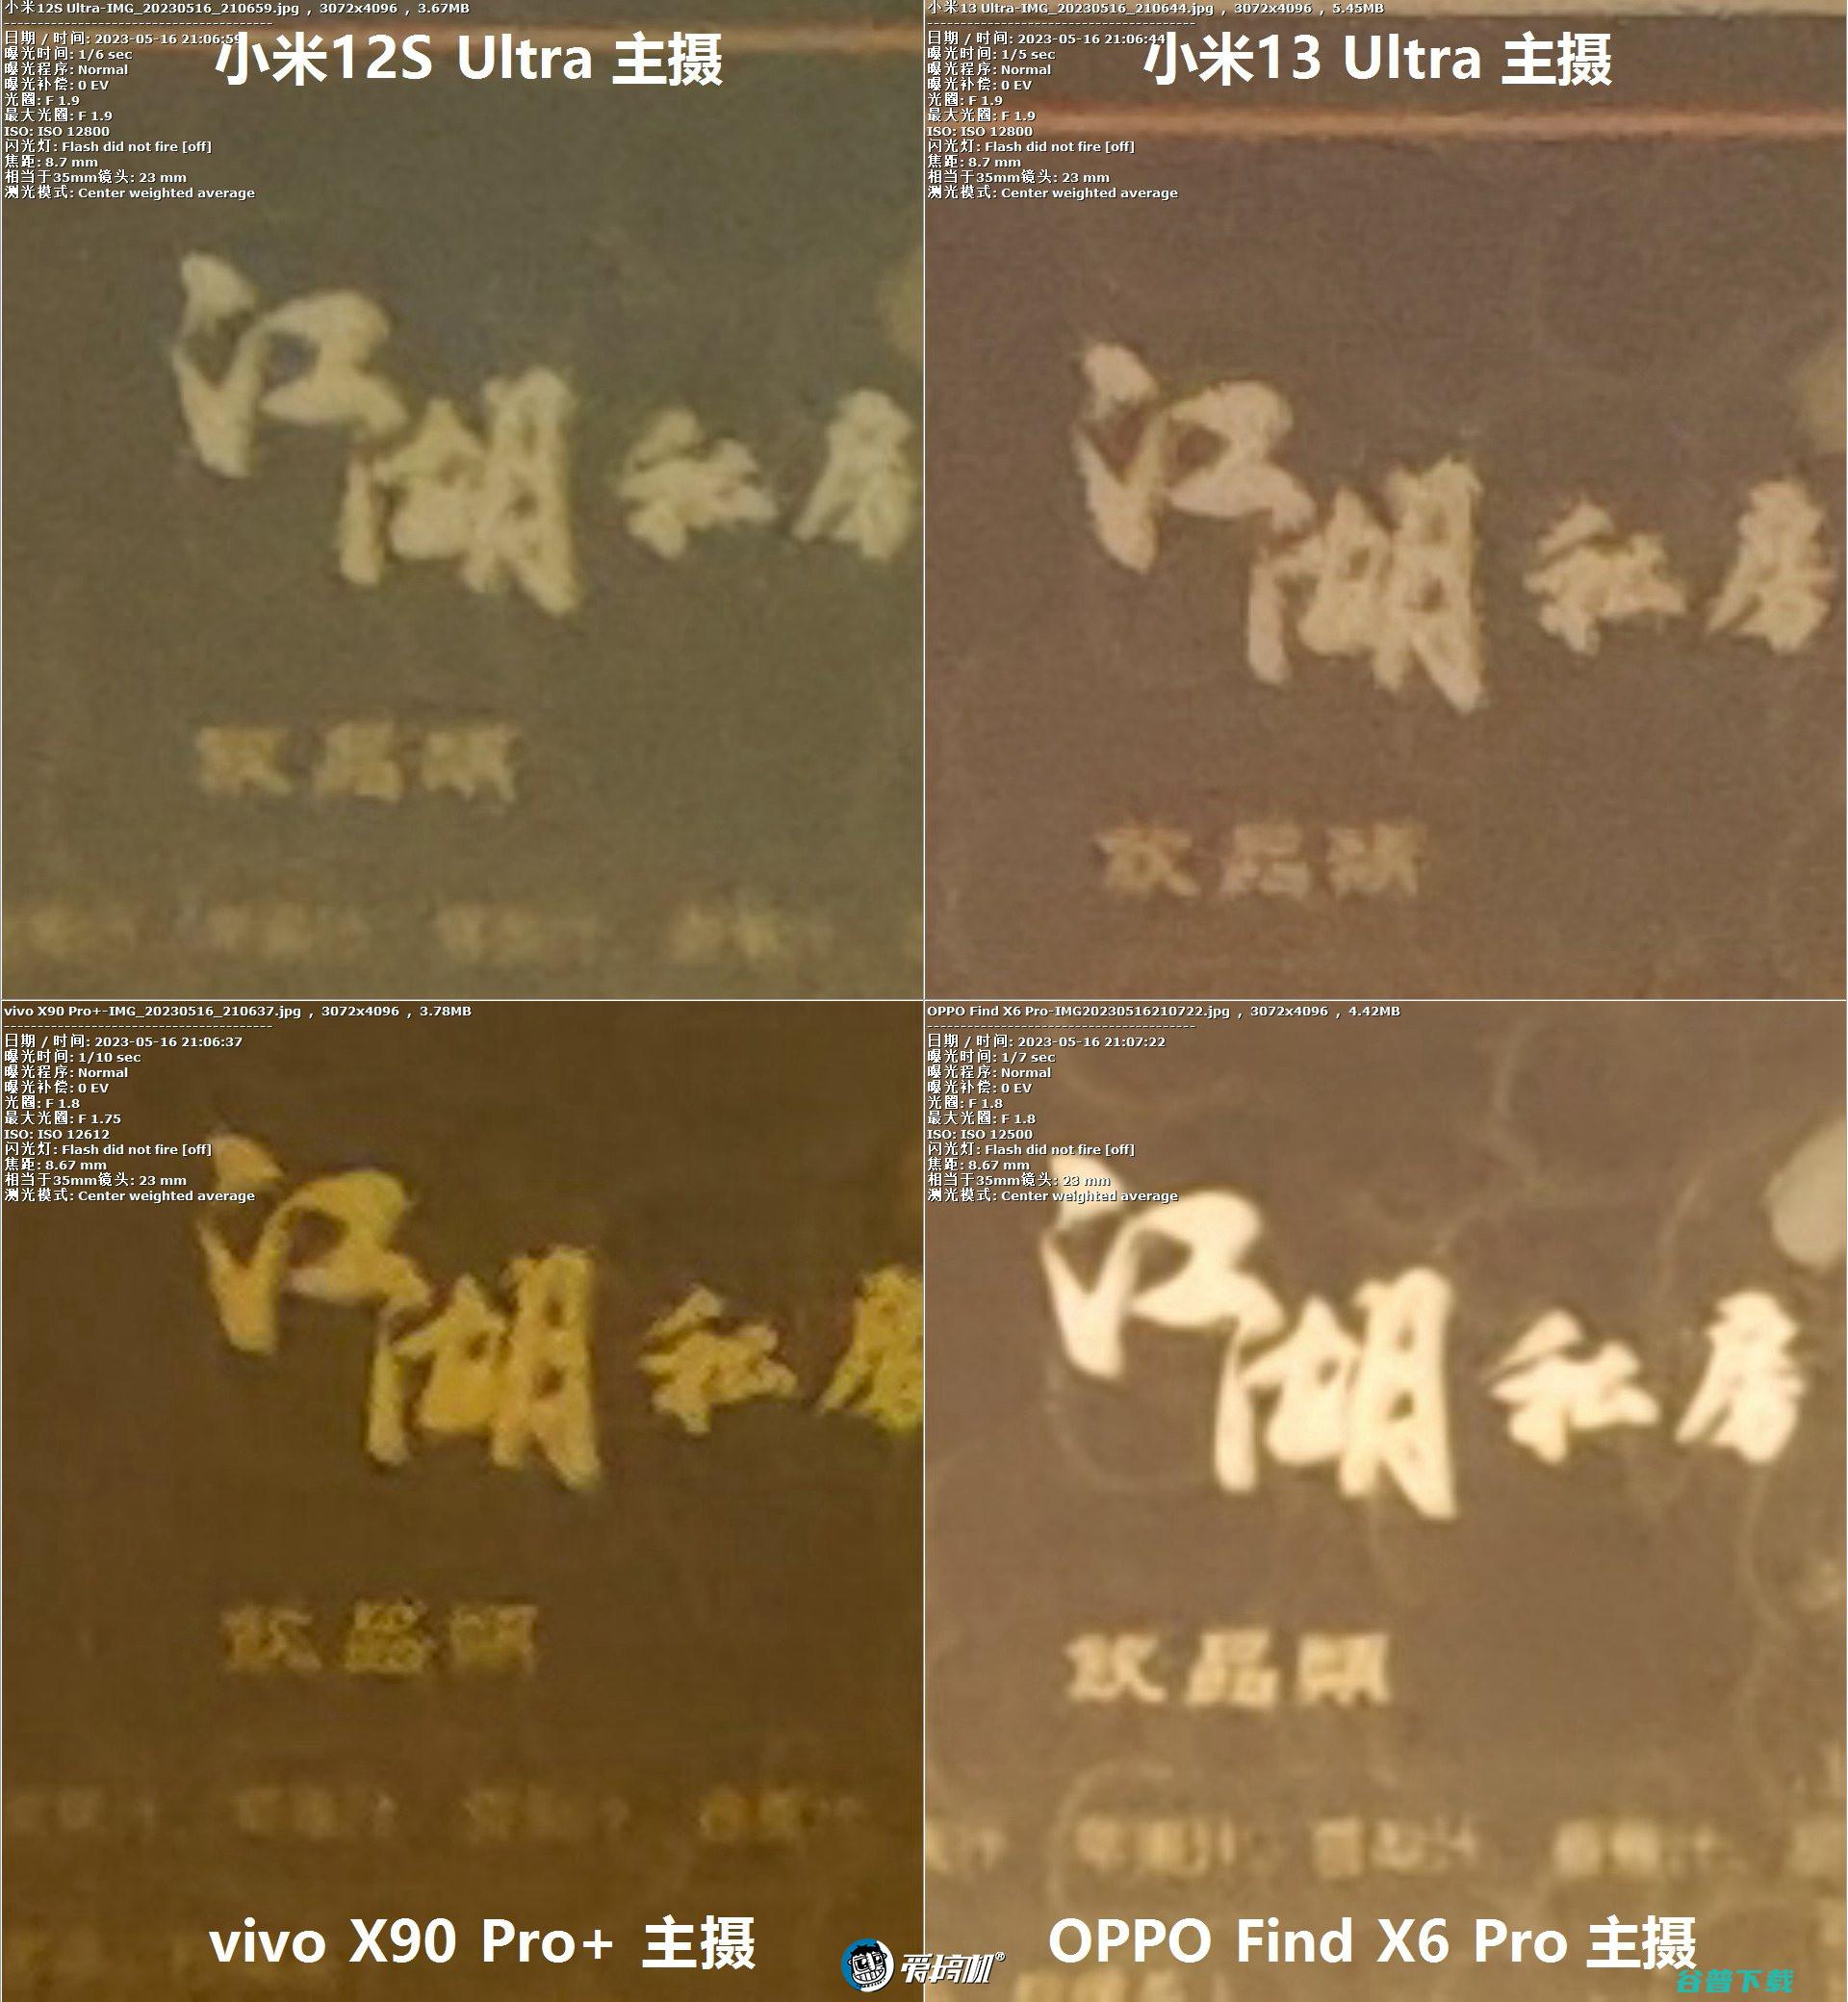 小米12S Ultra-IMG_20230516_210659.jpg , 3072x4096 , 3.67MB
日期 / 时间: 2023-05-16 21:06:59
曝光时间: 1/6 sec
曝光程序: Normal
曝光补偿: 0 EV
光圈: F 1.9
最大光圈: F 1.9
ISO: ISO 12800
闪光灯: Flash did not fire [off]
焦距: 8.7 mm
相当于35mm镜头: 23 mm
测光模式: Center weighted average
小米12S Ultra 主摄
江湖私房
小米13 Ultra-IMG_20230516_210644.jpg , 3072x4096 , 5.45MB
日期 / 时间: 2023-05-16 21:06:44
曝光时间: 1/5 sec
曝光程序: Normal
曝光补偿: 0 EV
光圈: F 1.9
最大光圈: F 1.9
ISO: ISO 12800
闪光灯: Flash did not fire [off]
焦距: 8.7 mm
相当于35mm镜头: 23 mm
测光模式: Center weighted average
小米13 Ultra 主摄
江湖私房
vivo X90 Pro+-IMG_20230516_210637.jpg , 3072x4096 , 3.78MB
日期 / 时间: 2023-05-16 21:06:37
曝光时间: 1/10 sec
曝光程序: Normal
曝光补偿: 0 EV
光圈: F 1.8
最大光圈: F 1.75
ISO: ISO 12612
闪光灯: Flash did not fire [off]
焦距: 8.67 mm
相当于35mm镜头: 23 mm
测光模式: Center weighted average
江湖私房
vivo X90 Pro+ 主摄
OPPO Find X6 Pro-IMG20230516210722.jpg , 3072x4096 , 4.42MB
日期 / 时间: 2023-05-16 21:07:22
曝光时间: 1/7 sec
曝光程序: Normal
曝光补偿: 0 EV
光圈: F 1.8
最大光圈: F 1.8
ISO: ISO 12500
闪光灯: Flash did not fire [off]
焦距: 8.67 mm
相当于35mm镜头: 23 mm
测光模式: Center weighted average
江湖私房
OPPO Find X6 Pro 主摄
爱搞机®
谷普下载